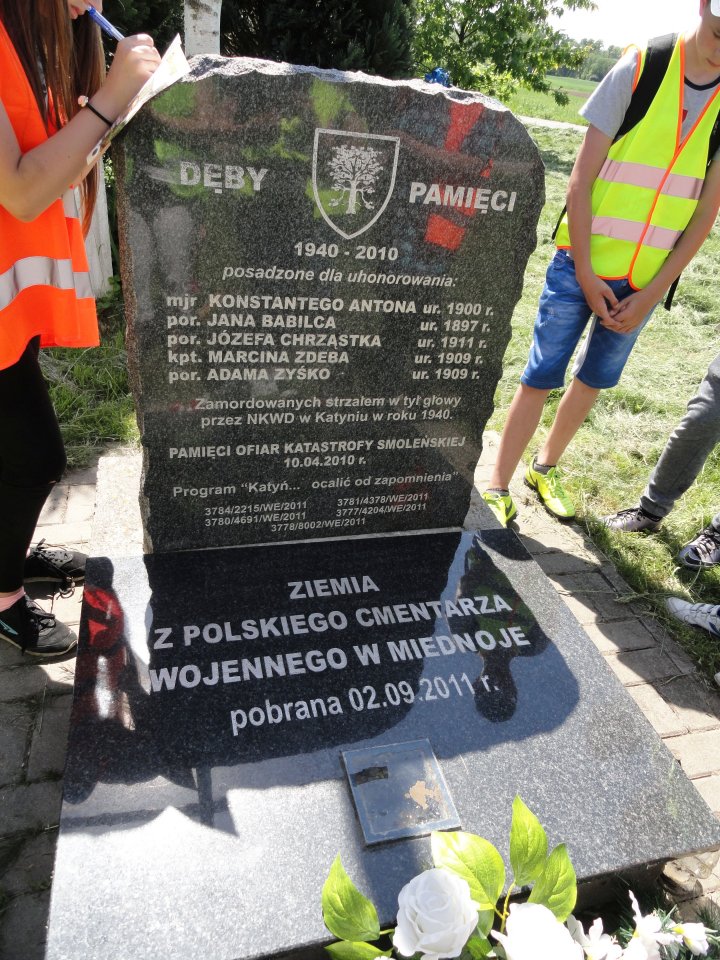 DĘBY PAMIĘCI
1940 - 2010
posadzone dla uhonorowania:
mjr KONSTANTEGO ANTONA ur. 1900 r.
por. JANA BABILCA ur. 1897 r.
por. JÓZEFA CHRZĄSTKA ur. 1911 r.
kpt. MARCINA ZDEBA ur. 1909 r.
por. ADAMA ZYŚKO ur. 1909 r.
Zamordowanych strzałem w tył głowy
przez NKWD w Katyniu w roku 1940.
PAMIĘCI OFIAR KATASTROFY SMOLEŃSKIEJ
10.04.2010 r.
Program "Katyń... ocalić od zapomnienia"
3784/2215/WE/2011 3781/4378/WE/2011
3780/4691/WE/2011 3777/4204/WE/2011
3778/8002/WE/2011
ZIEMIA
Z POLSKIEGO CMENTARZA
WOJENNEGO W MIEDNOJE
pobrana 02.09.2011 r.